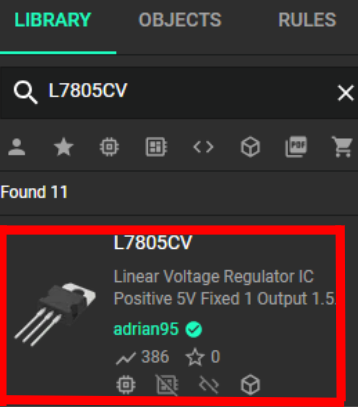 LIBRARY OBJECTS RULES
L7805CV
PDF
Found 11
L7805CV
Linear Voltage Regulator IC
Positive 5V Fixed 1 Output 1.5
adrian95
386 0